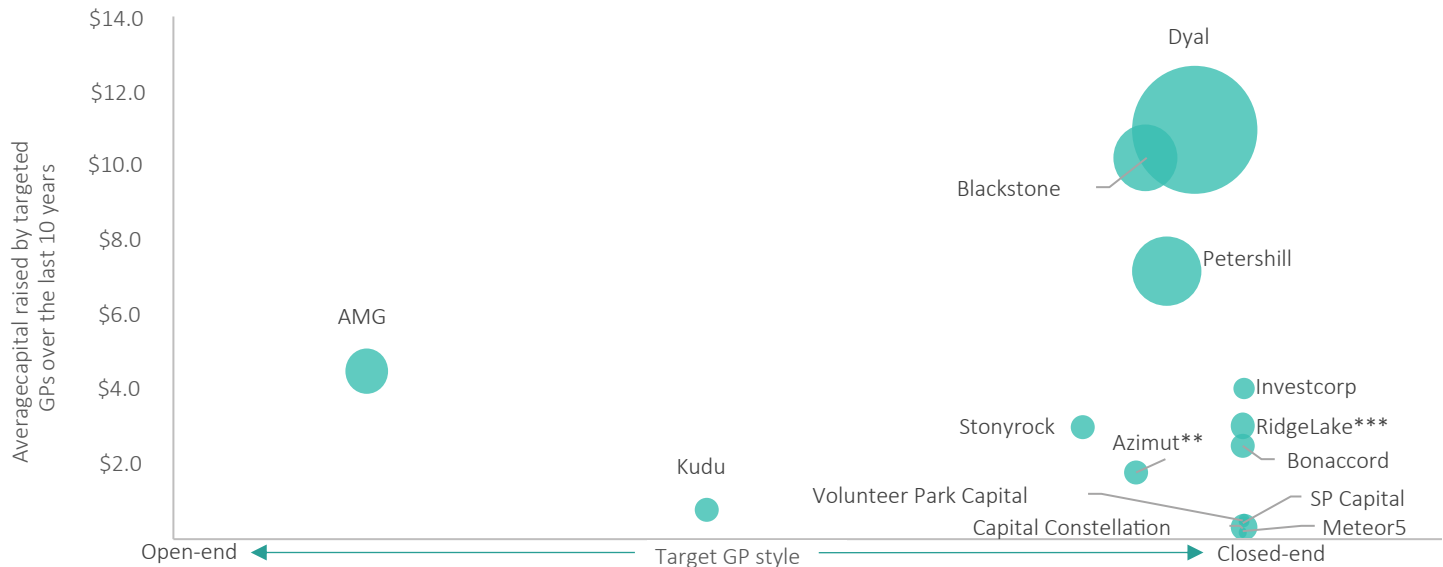 $14.0
Dyal
$12.0
$10.0
Blackstone
$8.0
Petershill
Averagecapital raised by targeted
GPs over the last 10 years
$6.0
AMG
$4.0
Investcorp
Stonyrock
RidgeLake***
Azimut**
Bonaccord
$2.0
Kudu
Volunteer Park Capital
SP Capital
Capital Constellation
Meteor5
Open-end
Target GP style
Closed-end